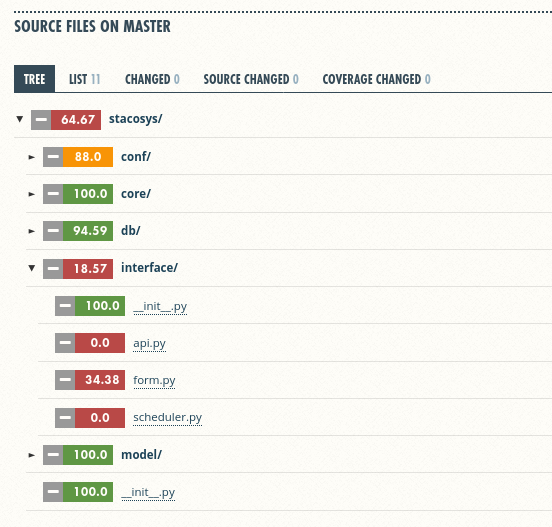 SOURCE FILES ON MASTER
TREE LIST 11 CHANGED 0 SOURCE CHANGED 0 COVERAGE CHANGED 0
64.67 stacosys/
88.0 conf/
100.0 core/
94.59 db/
18.57 interface/
100.0 __init__.py
0.0 api.py
34.38 form.py
0.0 scheduler.py
100.0 model/
100.0 __init__.py